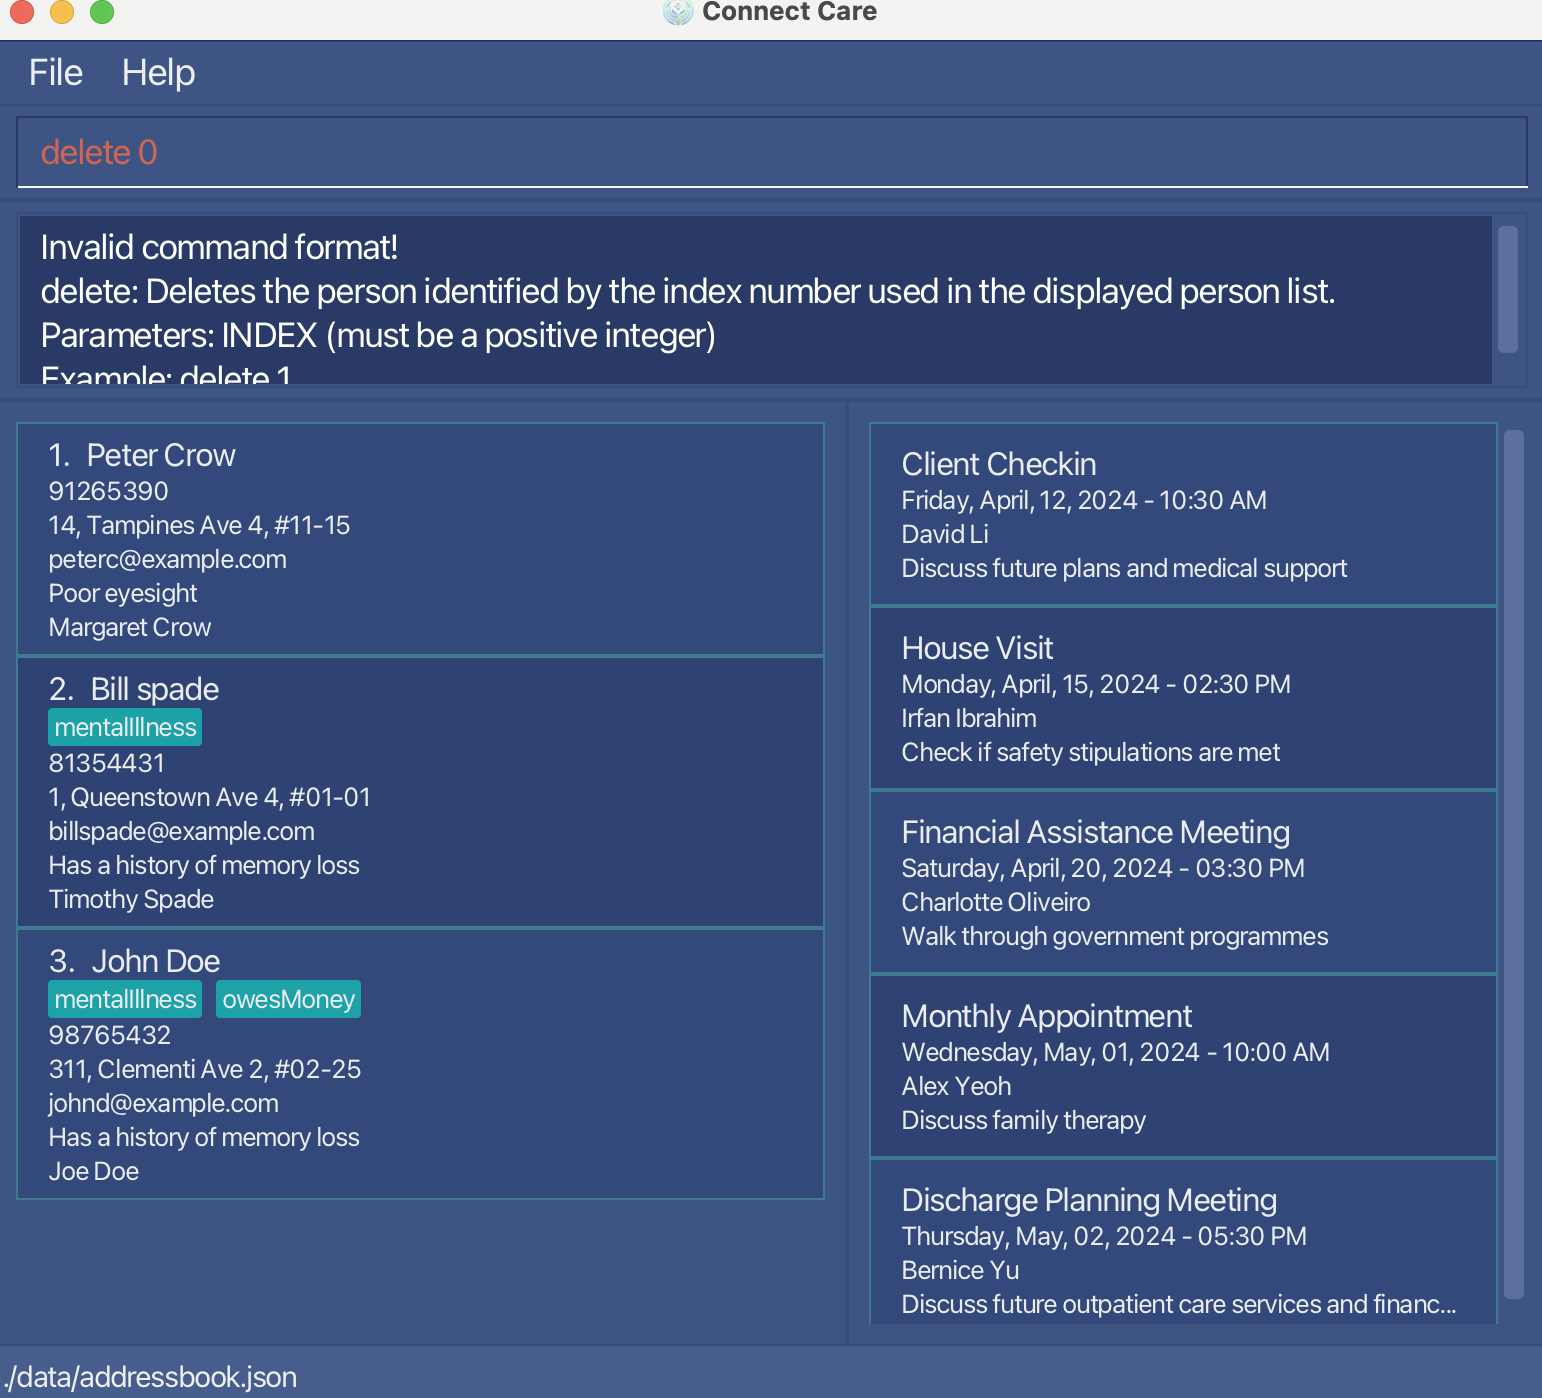 Connect Care
File Help
delete 0
Invalid command format!
delete: Deletes the person identified by the index number used in the displayed person list.
Parameters: INDEX (must be a positive integer)
Example: delete 1
1. Peter Crow
91265390
14, Tampines Ave 4, #11-15
peterc@example.com
Poor eyesight
Margaret Crow
2. Bill spade
mentalIllness
81354431
1, Queenstown Ave 4, #01-01
billspade@example.com
Has a history of memory loss
Timothy Spade
3. John Doe
mentalIllness owesMoney
98765432
311, Clementi Ave 2, #02-25
johnd@example.com
Has a history of memory loss
Joe Doe
Client Checkin
Friday, April, 12, 2024 - 10:30 AM
David Li
Discuss future plans and medical support
House Visit
Monday, April, 15, 2024 - 02:30 PM
Irfan Ibrahim
Check if safety stipulations are met
Financial Assistance Meeting
Saturday, April, 20, 2024 - 03:30 PM
Charlotte Oliveiro
Walk through government programmes
Monthly Appointment
Wednesday, May, 01, 2024 - 10:00 AM
Alex Yeoh
Discuss family therapy
Discharge Planning Meeting
Thursday, May, 02, 2024 - 05:30 PM
Bernice Yu
Discuss future outpatient care services and financ...
./data/addressbook.json